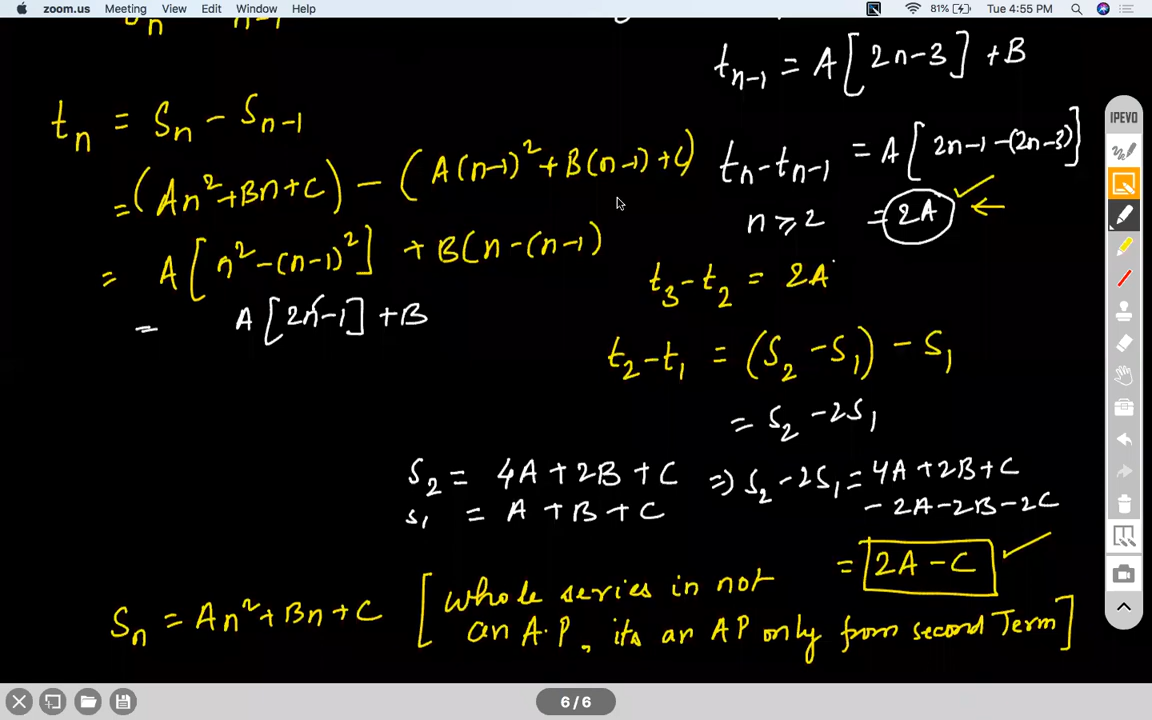 zoom.us Meeting View Edit Window Help
81% Tue 4:55 PM
t_n = S_n - S_{n-1}
= (An²+Bn+C) - (A(n-1)²+B(n-1)+C)
= A[n²-(n-1)²] + B(n-(n-1))
= A[2n-1] + B
t_{n-1} = A[2n-3] + B
t_n - t_{n-1} = A[2n-1-(2n-3)]
n ≥ 2 = 2A ←
t_3 - t_2 = 2A
t_2 - t_1 = (S_2 - S_1) - S_1
= S_2 - 2S_1
S_2 = 4A + 2B + C ⇒ S_2 - 2S_1 = 4A + 2B + C
S_1 = A + B + C
- 2A - 2B - 2C
= 2A - C
S_n = An² + Bn + C [whole series in not
an A.P, its an AP only from second Term]
IPEVO
6/6